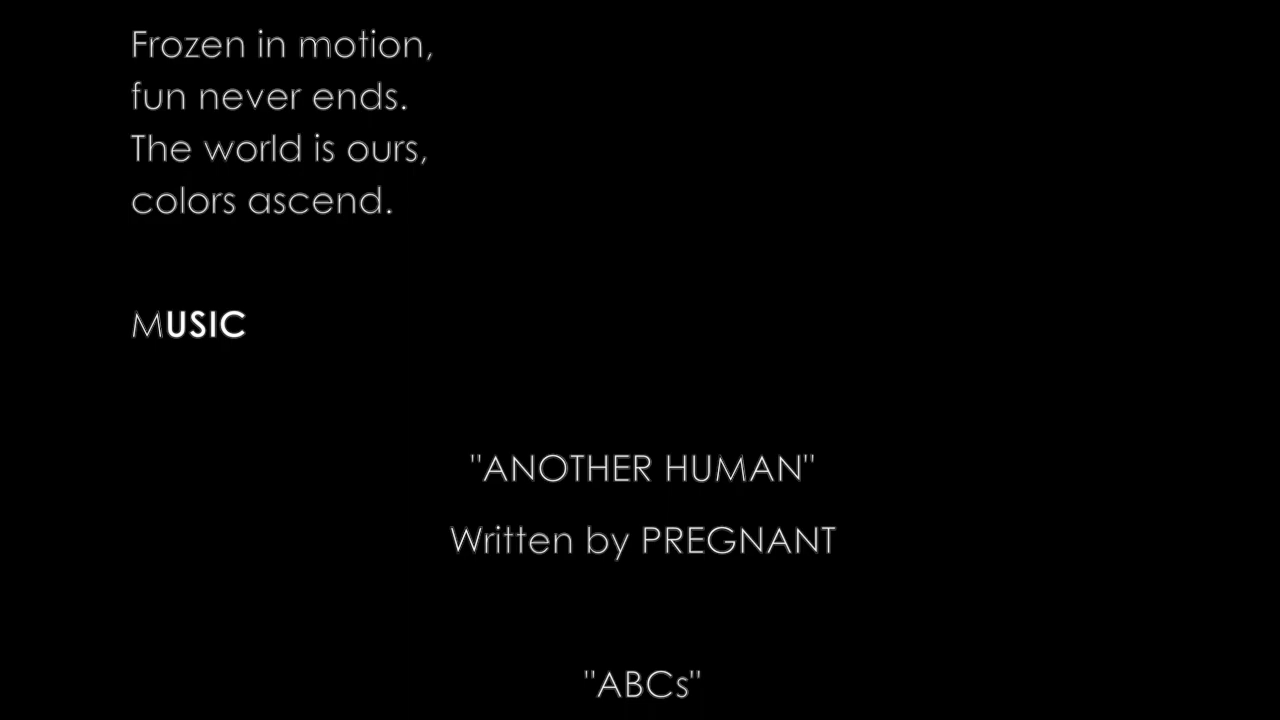 Frozen in motion,
fun never ends.
The world is ours,
colors ascend.
MUSIC
"ANOTHER HUMAN"
Written by PREGNANT
"ABCs"